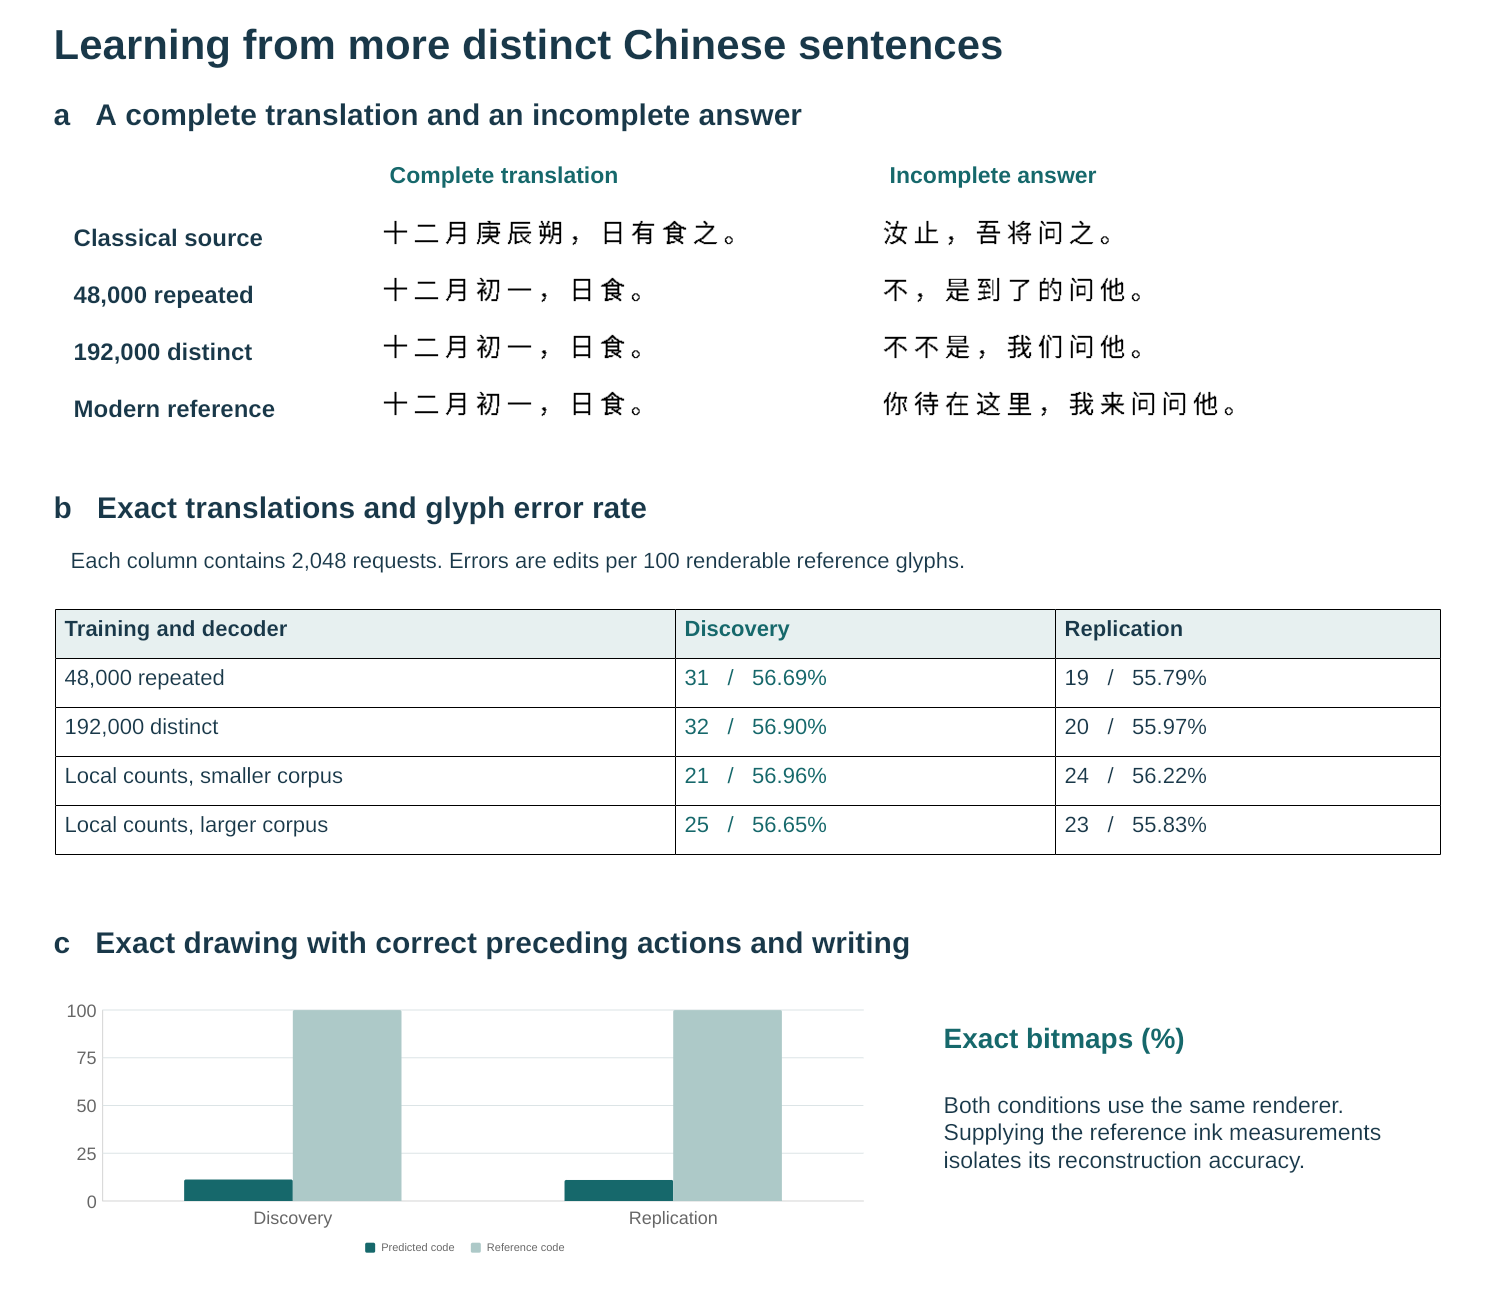 Learning from more distinct Chinese sentences
a A complete translation and an incomplete answer
Complete translation Incomplete answer
Classical source 十二月庚辰朔，日有食之。 汝止，吾将问之。
48,000 repeated 十二月初一，日食。 不，是到了的问他。
192,000 distinct 十二月初一，日食。 不不是，我们问他。
Modern reference 十二月初一，日食。 你待在这里，我来问问他。
b Exact translations and glyph error rate
Each column contains 2,048 requests. Errors are edits per 100 renderable reference glyphs.
Training and decoder Discovery Replication
48,000 repeated 31 / 56.69% 19 / 55.79%
192,000 distinct 32 / 56.90% 20 / 55.97%
Local counts, smaller corpus 21 / 56.96% 24 / 56.22%
Local counts, larger corpus 25 / 56.65% 23 / 55.83%
c Exact drawing with correct preceding actions and writing
100
75
50
25
0
Discovery Replication
Predicted code Reference code
Exact bitmaps (%)
Both conditions use the same renderer.
Supplying the reference ink measurements
isolates its reconstruction accuracy.